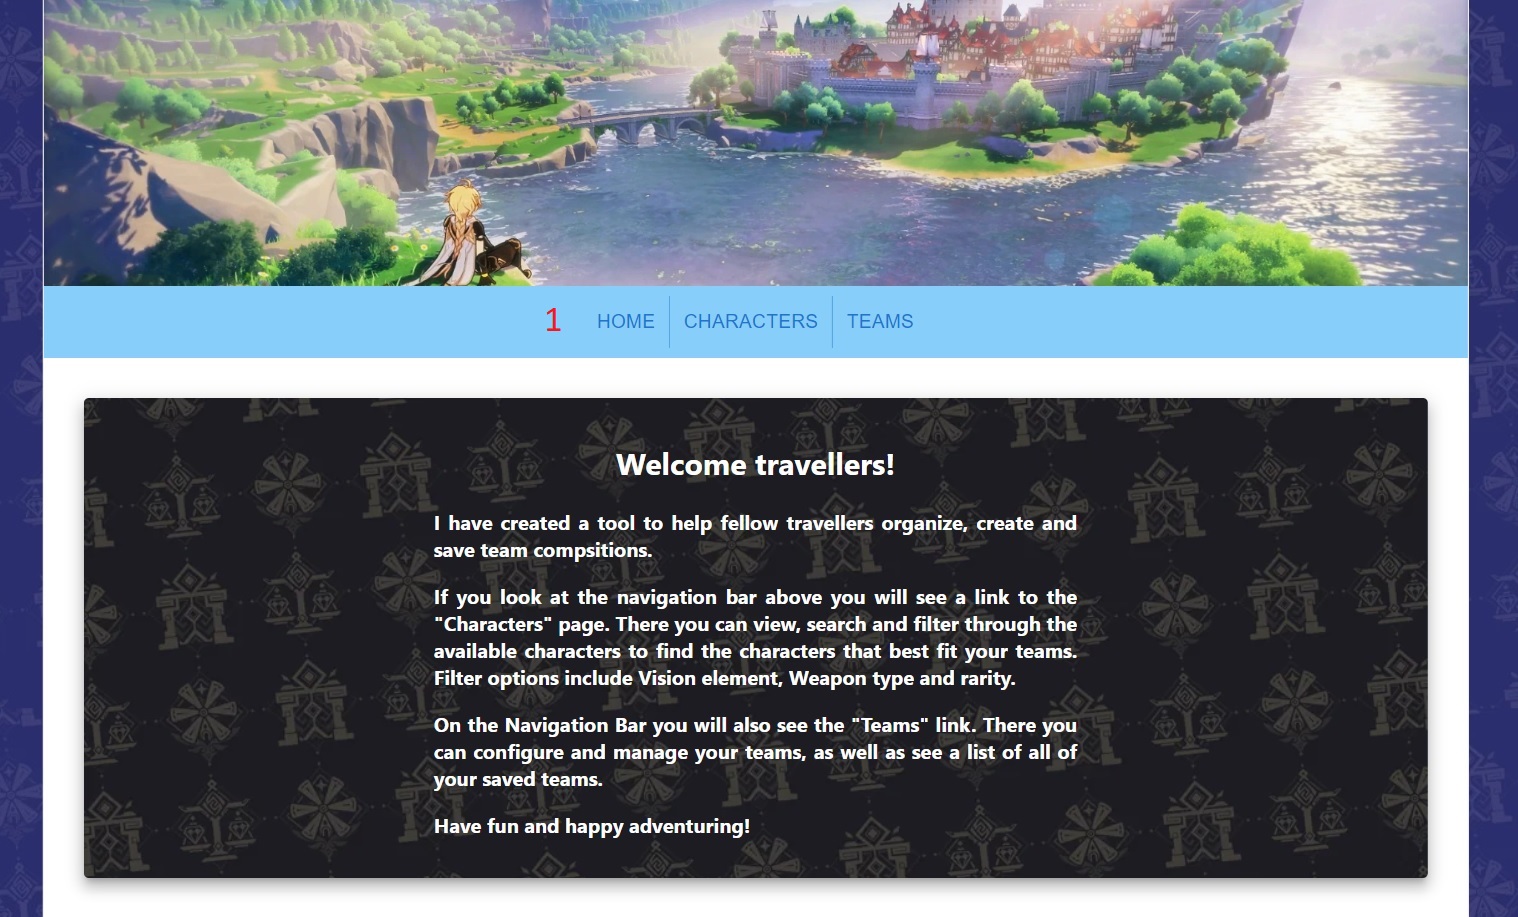 1 HOME CHARACTERS TEAMS
Welcome travellers!
I have created a tool to help fellow travellers organize, create and
save team compsitions.
If you look at the navigation bar above you will see a link to the
"Characters" page. There you can view, search and filter through the
available characters to find the characters that best fit your teams.
Filter options include Vision element, Weapon type and rarity.
On the Navigation Bar you will also see the "Teams" link. There you
can configure and manage your teams, as well as see a list of all of
your saved teams.
Have fun and happy adventuring!